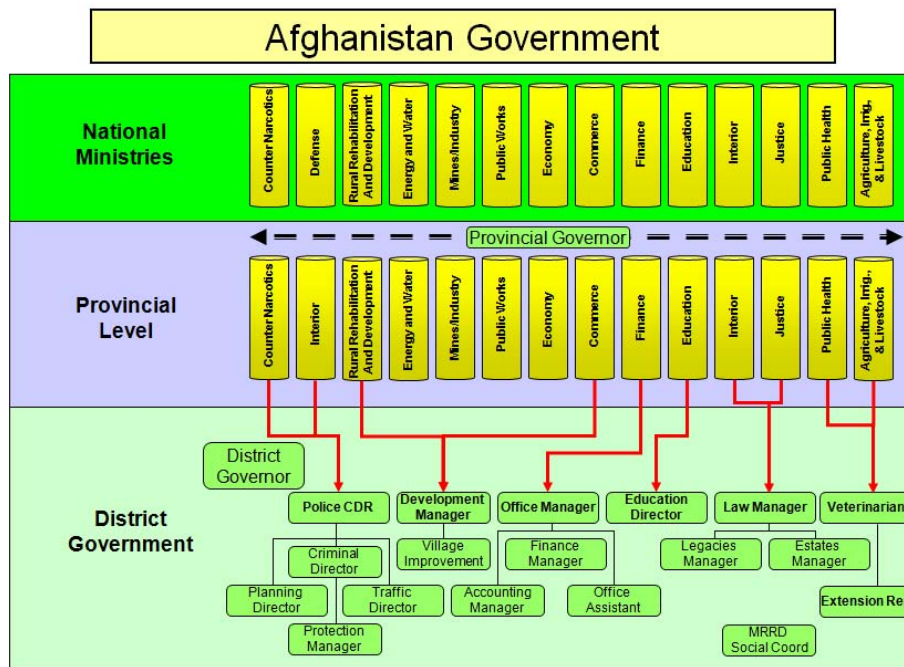 Afghanistan Government
National
Ministries
Counter Narcotics
Defense
Rural Rehabilitation
And Development
Energy and Water
Mines/Industry
Public Works
Economy
Commerce
Finance
Education
Interior
Justice
Public Health
Agriculture, Irrig.,
& Livestock
Provincial Governor
Provincial
Level
Counter Narcotics
Interior
Rural Rehabilitation
And Development
Energy and Water
Mines/Industry
Public Works
Economy
Commerce
Finance
Education
Interior
Justice
Public Health
Agriculture, Irrig.,
& Livestock
District
Governor
District
Government
Police CDR
Development
Manager
Office Manager
Education
Director
Law Manager
Veterinarian
Criminal
Director
Village
Improvement
Finance
Manager
Legacies
Manager
Estates
Manager
Planning
Director
Traffic
Director
Accounting
Manager
Office
Assistant
Extension Re
Protection
Manager
MRRD
Social Coord